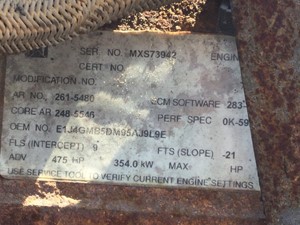 SER. NO. MXS73942 ENGIN
CERT NO.
MODIFICATION NO.
AR NO. 261-5480 ECM SOFTWARE 283
CORE AR 248-5546 PERF SPEC 0K-59
OEM NO. E1J4GMB5DM95AJ9L9E
FLS (INTERCEPT) 9 FTS (SLOPE) -21
ADV 475 HP 354.0 kW MAX HP
USE SERVICE TOOL TO VERIFY CURRENT ENGINE SETTINGS